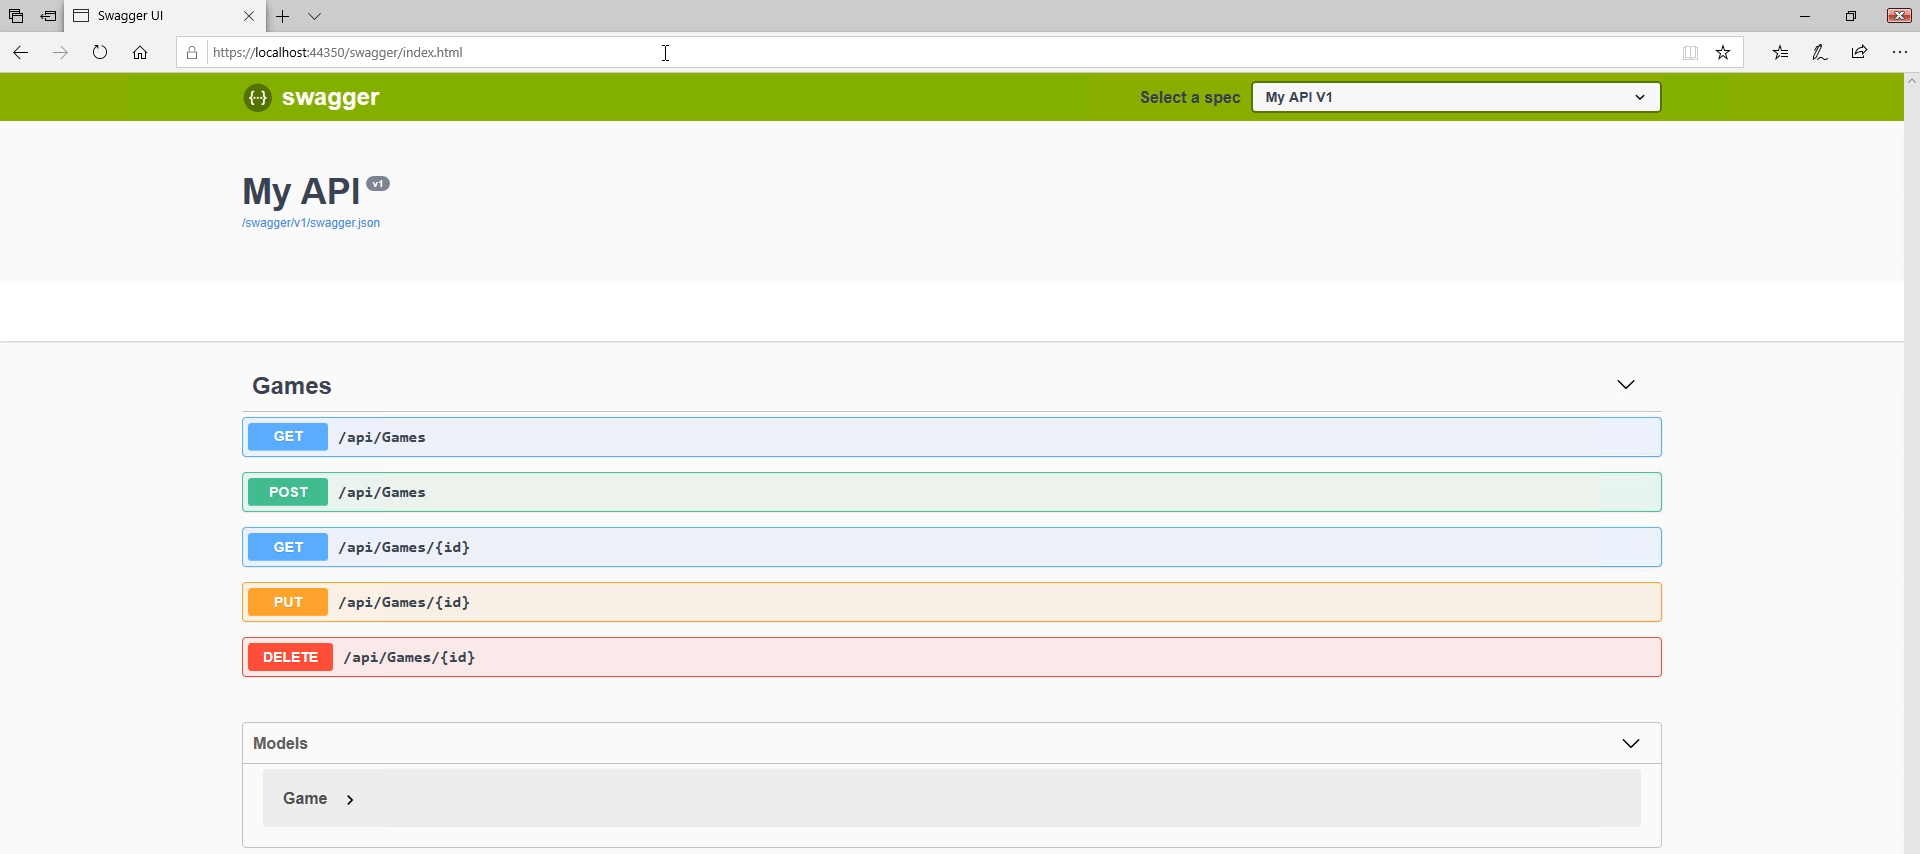 Swagger UI
https://localhost:44350/swagger/index.html
{···} swagger
Select a spec
My API V1
My API v1
/swagger/v1/swagger.json
Games
GET /api/Games
POST /api/Games
GET /api/Games/{id}
PUT /api/Games/{id}
DELETE /api/Games/{id}
Models
Game